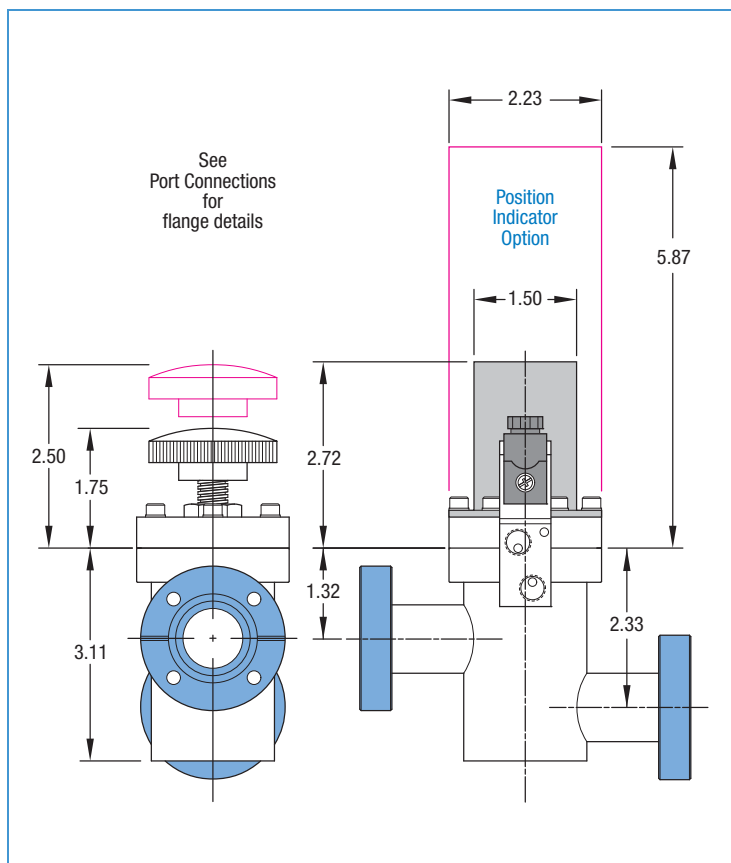 2.23
See
Port Connections
for
flange details
Position
Indicator
Option
5.87
1.50
2.50
2.72
1.75
1.32
2.33
3.11